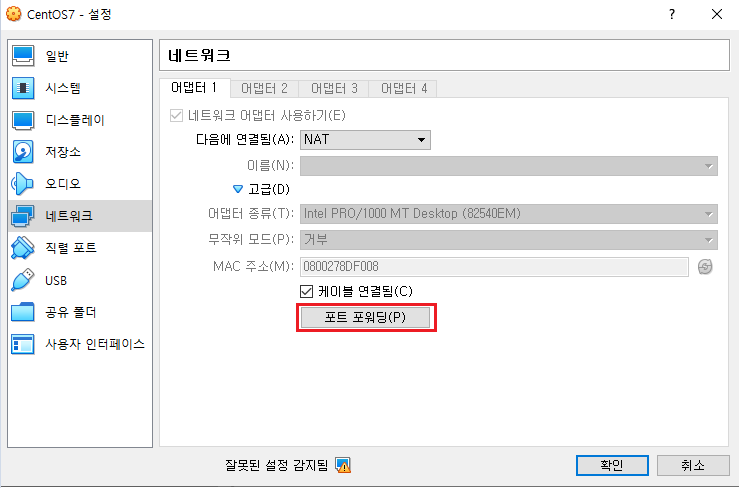 CentOS7 - 설정
일반
시스템
디스플레이
저장소
오디오
네트워크
직렬 포트
USB
공유 폴더
사용자 인터페이스
네트워크
어댑터 1 어댑터 2 어댑터 3 어댑터 4
네트워크 어댑터 사용하기(E)
다음에 연결됨(A): NAT
이름(N):
고급(D)
어댑터 종류(T): Intel PRO/1000 MT Desktop (82540EM)
무작위 모드(P): 거부
MAC 주소(M): 0800278DF008
케이블 연결됨(C)
포트 포워딩(P)
잘못된 설정 감지됨
확인 취소